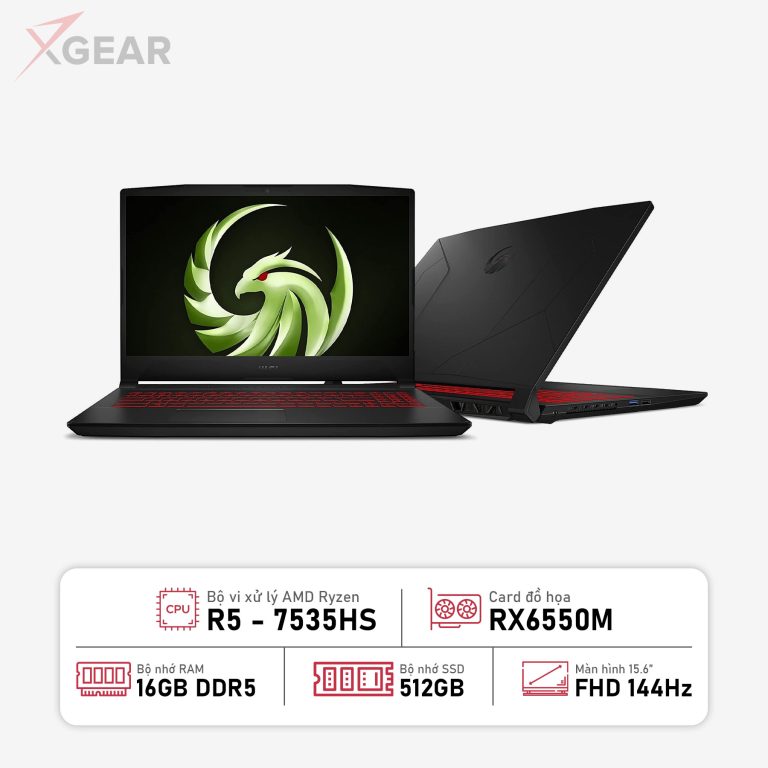 XGEAR
msi
CPU
Bộ vi xử lý AMD Ryzen
R5 - 7535HS
Card đồ họa
RX6550M
Bộ nhớ RAM
16GB DDR5
Bộ nhớ SSD
512GB
Màn hình 15.6"
FHD 144Hz